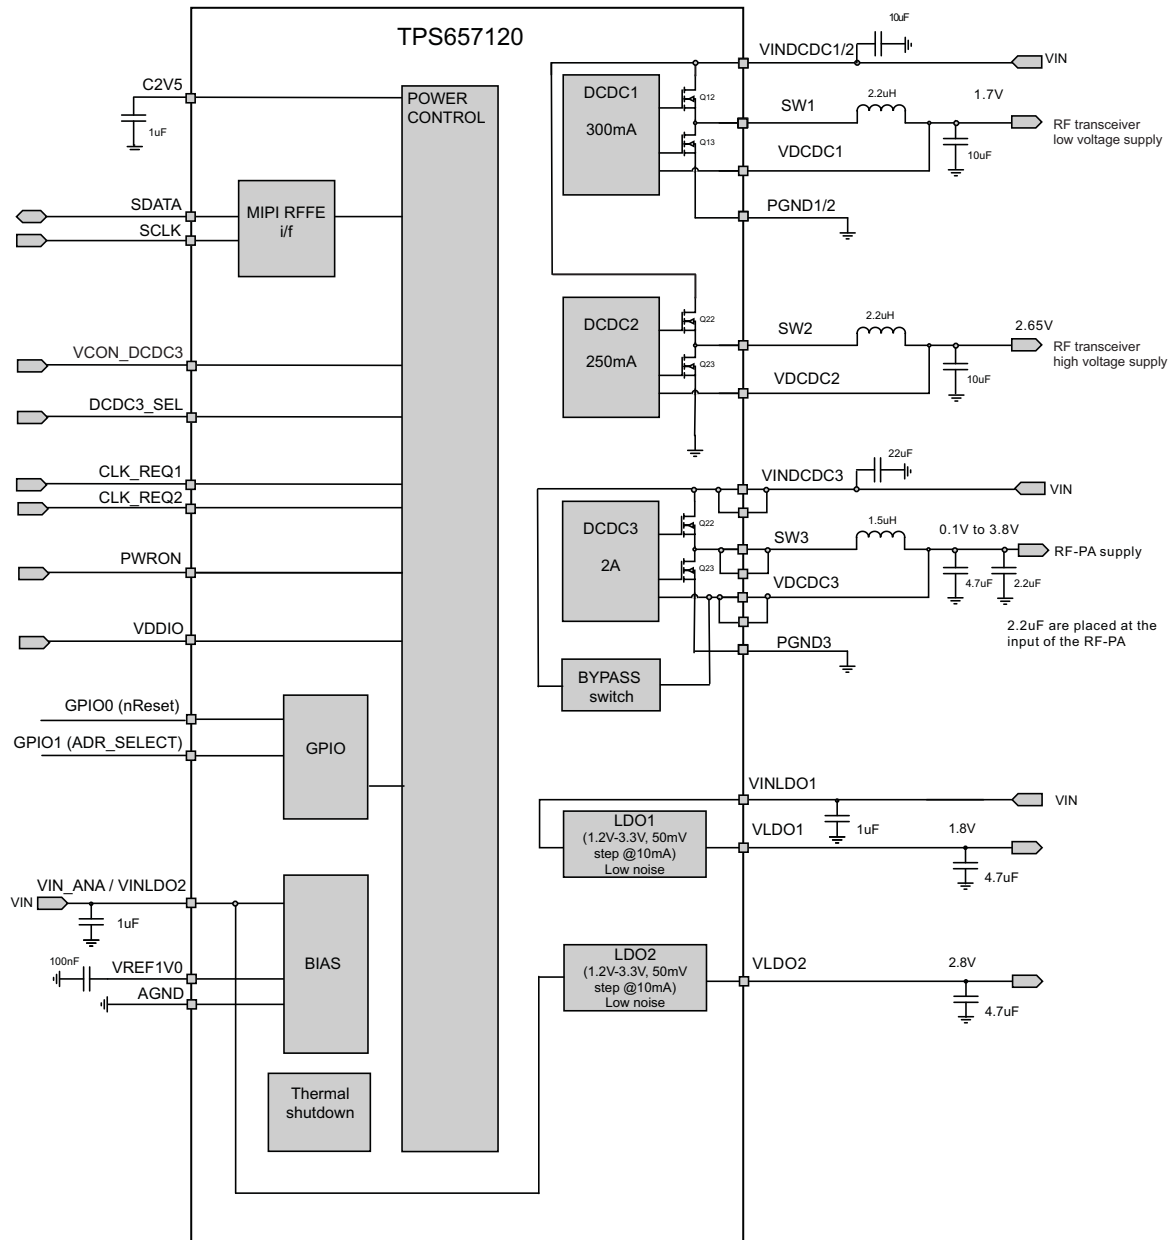 TPS657120
C2V5
1uF
POWER
CONTROL
SDATA
SCLK
MIPI RFFE
i/f
VCON_DCDC3
DCDC3_SEL
CLK_REQ1
CLK_REQ2
PWRON
VDDIO
GPIO0 (nReset)
GPIO1 (ADR_SELECT)
GPIO
VIN_ANA / VINLDO2
VIN
1uF
100nF
VREF1V0
AGND
BIAS
Thermal
shutdown
10uF
VINDCDC1/2
VIN
DCDC1
300mA
Q12
Q13
SW1
2.2uH
1.7V
RF transceiver
low voltage supply
VDCDC1
10uF
PGND1/2
DCDC2
250mA
Q22
Q23
SW2
2.2uH
2.65V
RF transceiver
high voltage supply
VDCDC2
10uF
22uF
VINDCDC3
VIN
DCDC3
2A
Q22
Q23
SW3
1.5uH
0.1V to 3.8V
RF-PA supply
VDCDC3
4.7uF
2.2uF
2.2uF are placed at the
input of the RF-PA
PGND3
BYPASS
switch
VINLDO1
VIN
1uF
LDO1
(1.2V-3.3V, 50mV
step @10mA)
Low noise
VLDO1
1.8V
4.7uF
LDO2
(1.2V-3.3V, 50mV
step @10mA)
Low noise
VLDO2
2.8V
4.7uF